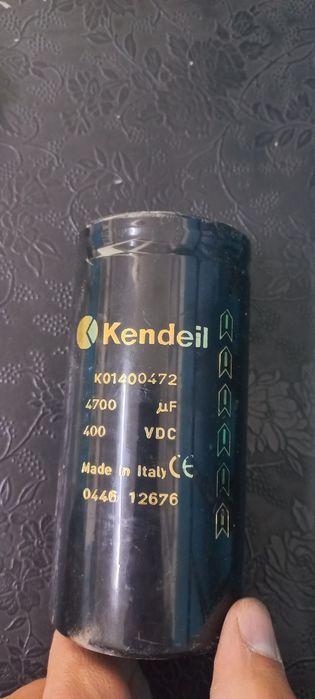 Kendeil
K01400472
4700 µF
400 VDC
Made in Italy CE
0446 12676